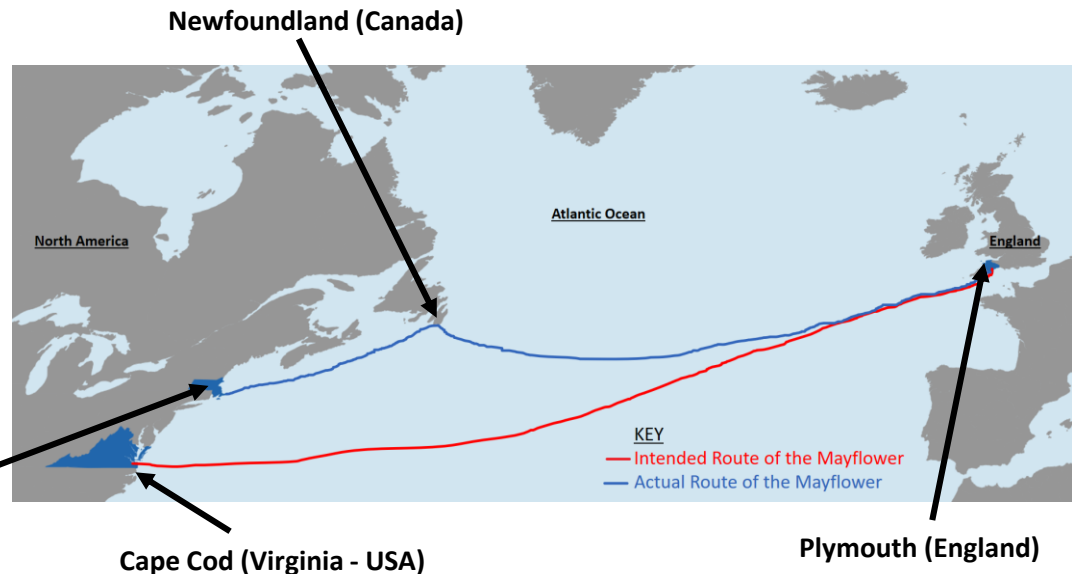 Newfoundland (Canada)
Atlantic Ocean
North America
England
KEY
Intended Route of the Mayflower
Actual Route of the Mayflower
Cape Cod (Virginia - USA)
Plymouth (England)